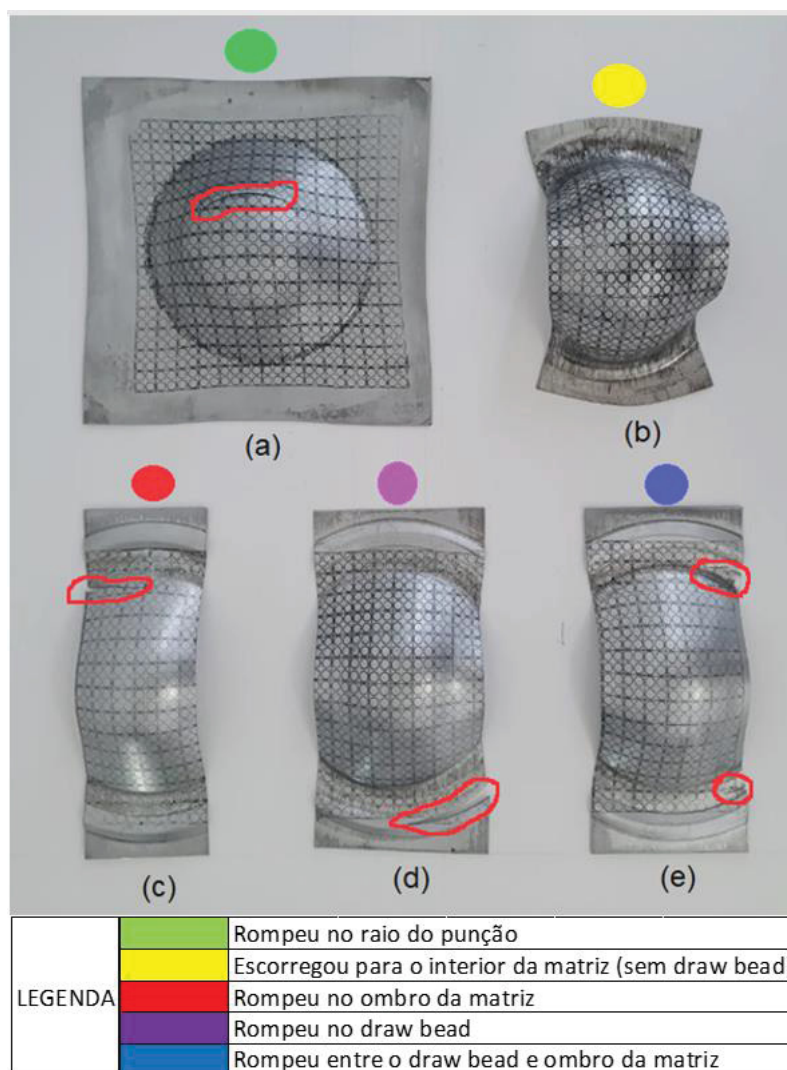 (a)
(b)
(c)
(d)
(e)
LEGENDA
Rompeu no raio do punção
Escorregou para o interior da matriz (sem draw bead
Rompeu no ombro da matriz
Rompeu no draw bead
Rompeu entre o draw bead e ombro da matriz